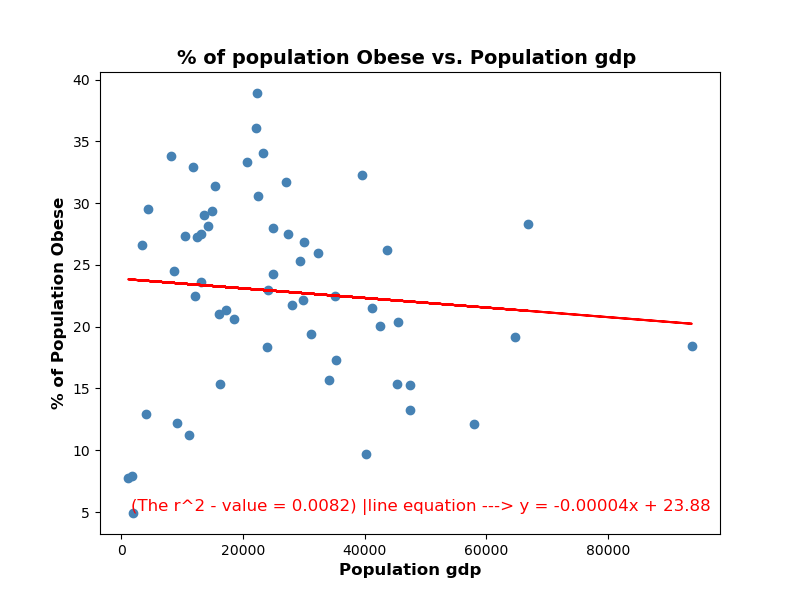 % of population Obese vs. Population gdp
% of Population Obese
40
35
30
25
20
15
10
5
(The r^2 - value = 0.0082) |line equation ---> y = -0.00004x + 23.88
0 20000 40000 60000 80000
Population gdp